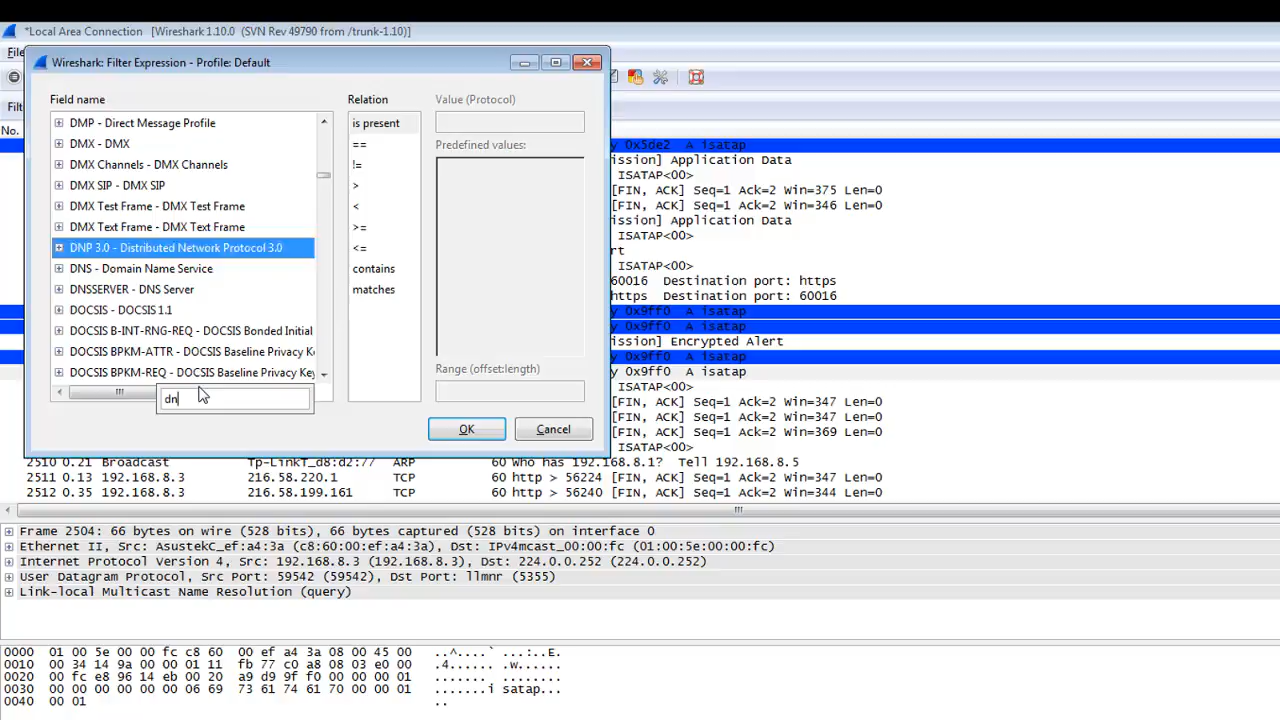 *Local Area Connection [Wireshark 1.10.0 (SVN Rev 49790 from /trunk-1.10)]
File
Wireshark: Filter Expression - Profile: Default
Field name
Relation
Value (Protocol)
DMP - Direct Message Profile
DMX - DMX
DMX Channels - DMX Channels
DMX SIP - DMX SIP
DMX Test Frame - DMX Test Frame
DMX Text Frame - DMX Text Frame
DNP 3.0 - Distributed Network Protocol 3.0
DNS - Domain Name Service
DNSSERVER - DNS Server
DOCSIS - DOCSIS 1.1
DOCSIS B-INT-RNG-REQ - DOCSIS Bonded Initial
DOCSIS BPKM-ATTR - DOCSIS Baseline Privacy Ke
DOCSIS BPKM-REQ - DOCSIS Baseline Privacy Key
dn
is present
==
!=
>
<
>=
<=
contains
matches
Predefined values:
Range (offset:length)
OK
Cancel
Filt
No.
y 0x5de2 A isatap
ission] Application Data
ISATAP<00>
[FIN, ACK] Seq=1 Ack=2 Win=375 Len=0
[FIN, ACK] Seq=1 Ack=2 Win=346 Len=0
ission] Application Data
ISATAP<00>
rt
ISATAP<00>
60016 Destination port: https
https Destination port: 60016
y 0x9ff0 A isatap
y 0x9ff0 A isatap
ission] Encrypted Alert
y 0x9ff0 A isatap
y 0x9ff0 A isatap
ISATAP<00>
[FIN, ACK] Seq=1 Ack=2 Win=347 Len=0
[FIN, ACK] Seq=1 Ack=2 Win=347 Len=0
[FIN, ACK] Seq=1 Ack=2 Win=369 Len=0
ISATAP<00>
2510 0.21 Broadcast Tp-LinkT_d8:d2:// ARP 60 Who has 192.168.8.1? Tell 192.168.8.5
2511 0.13 192.168.8.3 216.58.220.1 TCP 60 http > 56224 [FIN, ACK] Seq=1 Ack=2 Win=347 Len=0
2512 0.35 192.168.8.3 216.58.199.161 TCP 60 http > 56240 [FIN, ACK] Seq=1 Ack=2 Win=344 Len=0
Frame 2504: 66 bytes on wire (528 bits), 66 bytes captured (528 bits) on interface 0
Ethernet II, Src: AsustekC_ef:a4:3a (c8:60:00:ef:a4:3a), Dst: IPv4mcast_00:00:fc (01:00:5e:00:00:fc)
Internet Protocol Version 4, Src: 192.168.8.3 (192.168.8.3), Dst: 224.0.0.252 (224.0.0.252)
User Datagram Protocol, Src Port: 59542 (59542), Dst Port: llmnr (5355)
Link-local Multicast Name Resolution (query)
0000 01 00 5e 00 00 fc c8 60 00 ef a4 3a 08 00 45 00 ..^....` ...:..E.
0010 00 34 14 9a 00 00 01 11 fb 77 c0 a8 08 03 e0 00 .4...... .w......
0020 00 fc e8 96 14 eb 00 20 a9 d9 9f f0 00 00 00 01 ....... ........
0030 00 00 00 00 00 00 06 69 73 61 74 61 70 00 00 01 .......i satap...
0040 00 01 ..